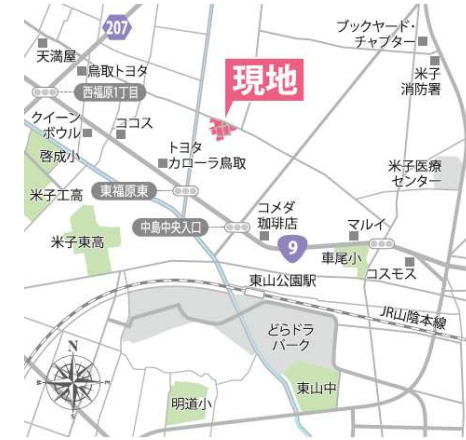 207
ブックヤード・
チャプター
天満屋
鳥取トヨタ
現地
米子
消防署
西福原1丁目
クイーン
ボウル
ココス
啓成小
トヨタ
カローラ鳥取
米子医療
センター
米子工高
東福原東
コメダ
珈琲店
マルイ
中島中央入口
米子東高
9
車尾小
コスモス
東山公園駅
JR山陰本線
どらドラ
パーク
N
東山中
明道小